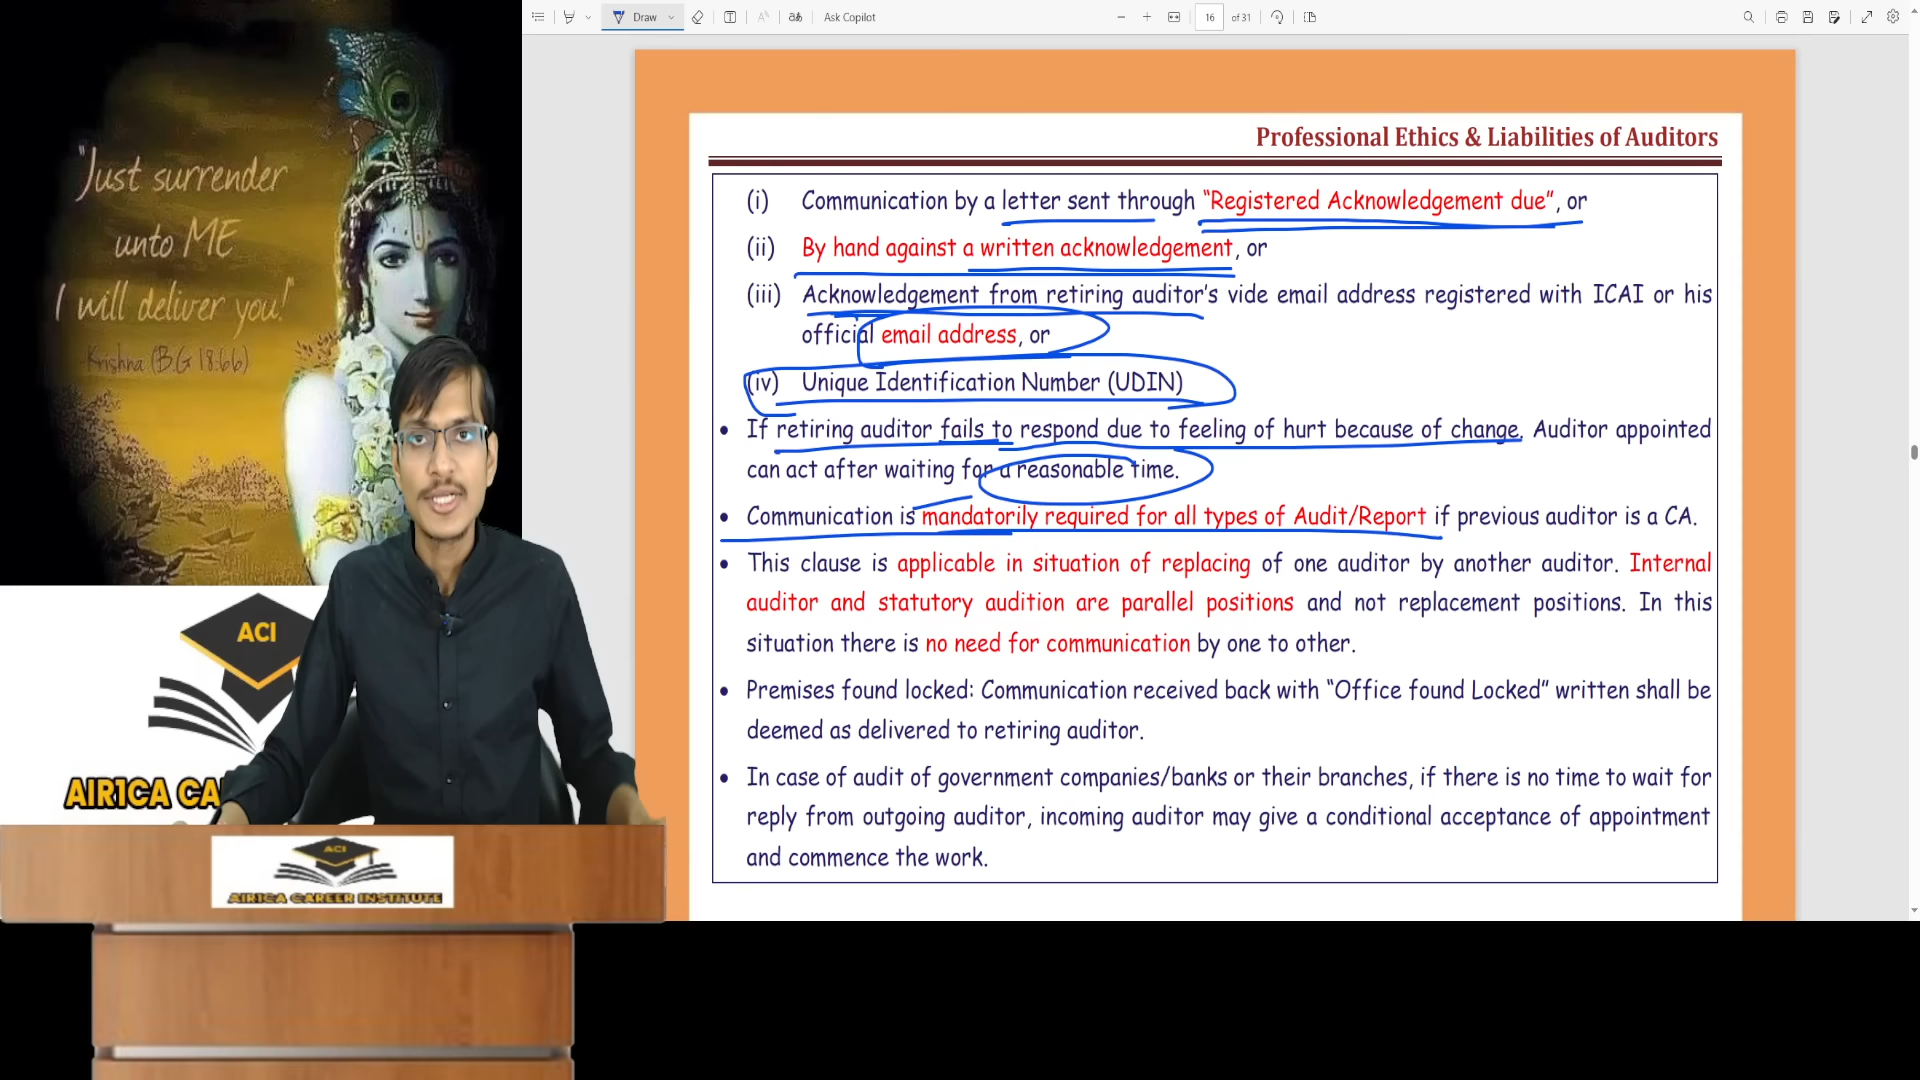 "Just surrender
unto ME
I will deliver you!"
-Krishna (B.G 18:66)
ACI
AIR1CA CA
ACI
AIR1CA CAREER INSTITUTE
Draw
Ask Copilot
16 of 31
Professional Ethics & Liabilities of Auditors
(i) Communication by a letter sent through “Registered Acknowledgement due”, or
(ii) By hand against a written acknowledgement, or
(iii) Acknowledgement from retiring auditor’s vide email address registered with ICAI or his
official email address, or
(iv) Unique Identification Number (UDIN)
• If retiring auditor fails to respond due to feeling of hurt because of change. Auditor appointed
can act after waiting for a reasonable time.
• Communication is mandatorily required for all types of Audit/Report if previous auditor is a CA.
• This clause is applicable in situation of replacing of one auditor by another auditor. Internal
auditor and statutory audition are parallel positions and not replacement positions. In this
situation there is no need for communication by one to other.
• Premises found locked: Communication received back with “Office found Locked” written shall be
deemed as delivered to retiring auditor.
• In case of audit of government companies/banks or their branches, if there is no time to wait for
reply from outgoing auditor, incoming auditor may give a conditional acceptance of appointment
and commence the work.